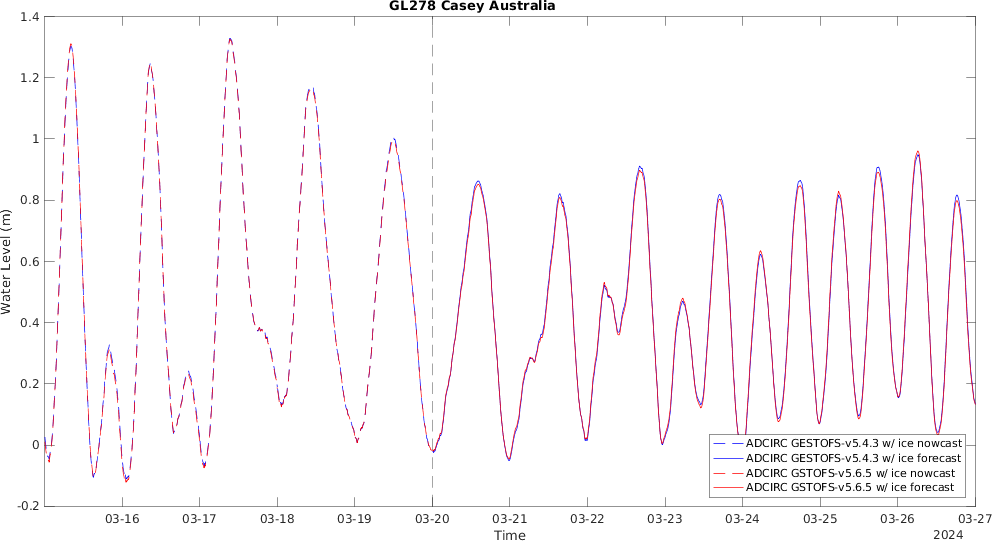 GL278 Casey Australia
Water Level (m)
1.4
1.2
1
0.8
0.6
0.4
0.2
0
-0.2
03-16 03-17 03-18 03-19 03-20 03-21 03-22 03-23 03-24 03-25 03-26 03-27
Time
2024
ADCIRC GESTOFS-v5.4.3 w/ ice nowcast
ADCIRC GESTOFS-v5.4.3 w/ ice forecast
ADCIRC GSTOFS-v5.6.5 w/ ice nowcast
ADCIRC GSTOFS-v5.6.5 w/ ice forecast